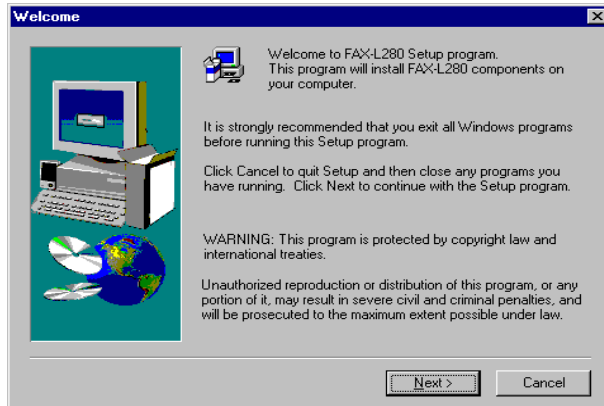 Welcome
Welcome to FAX-L280 Setup program.
This program will install FAX-L280 components on
your computer.
It is strongly recommended that you exit all Windows programs
before running this Setup program.
Click Cancel to quit Setup and then close any programs you
have running. Click Next to continue with the Setup program.
WARNING: This program is protected by copyright law and
international treaties.
Unauthorized reproduction or distribution of this program, or any
portion of it, may result in severe civil and criminal penalties, and
will be prosecuted to the maximum extent possible under law.
Next >
Cancel